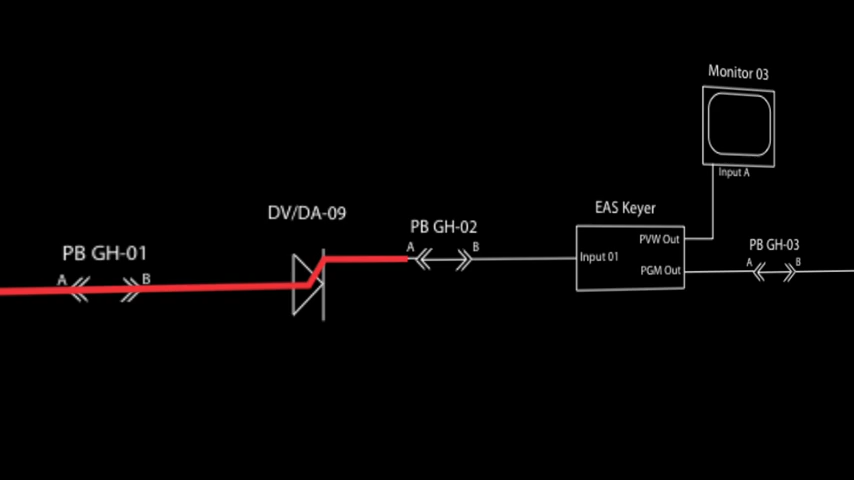 Monitor 03
Input A
EAS Keyer
DV/DA-09
PB GH-02
A B
PVW Out
Input 01
PGM Out
PB GH-03
A B
PB GH-01
A B